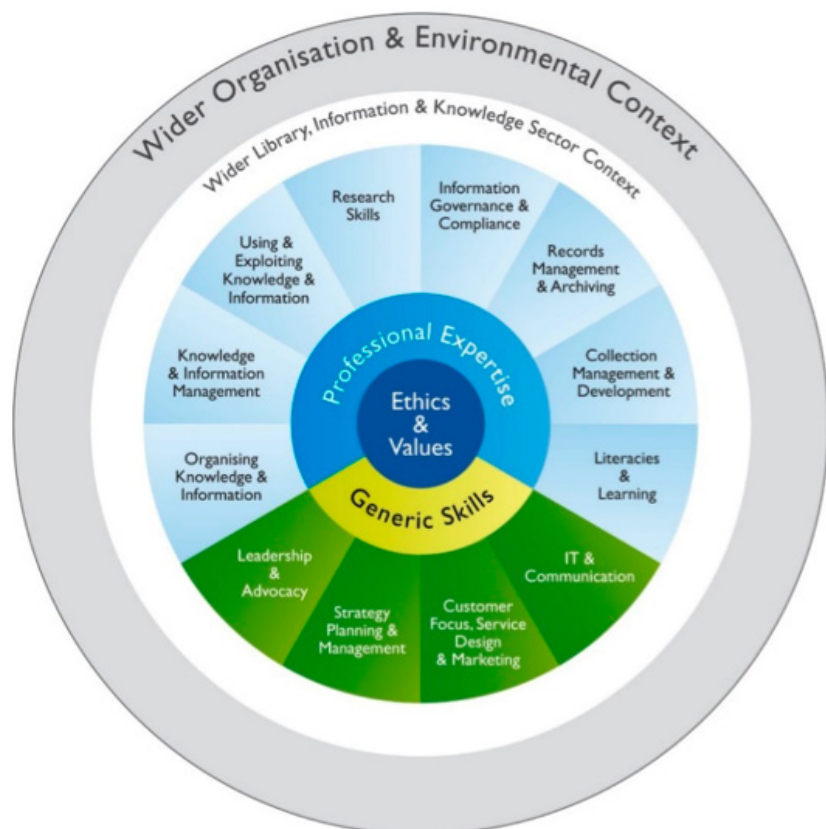 Wider Organisation & Environmental Context
Wider Library, Information & Knowledge Sector Context
Research
Skills
Information
Governance &
Compliance
Records
Management
& Archiving
Collection
Management &
Development
Literacies
&
Learning
IT &
Communication
Customer
Focus, Service
Design
& Marketing
Strategy
Planning &
Management
Leadership
&
Advocacy
Organising
Knowledge &
Information
Knowledge
& Information
Management
Using &
Exploiting
Knowledge &
Information
Professional Expertise
Ethics
&
Values
Generic Skills